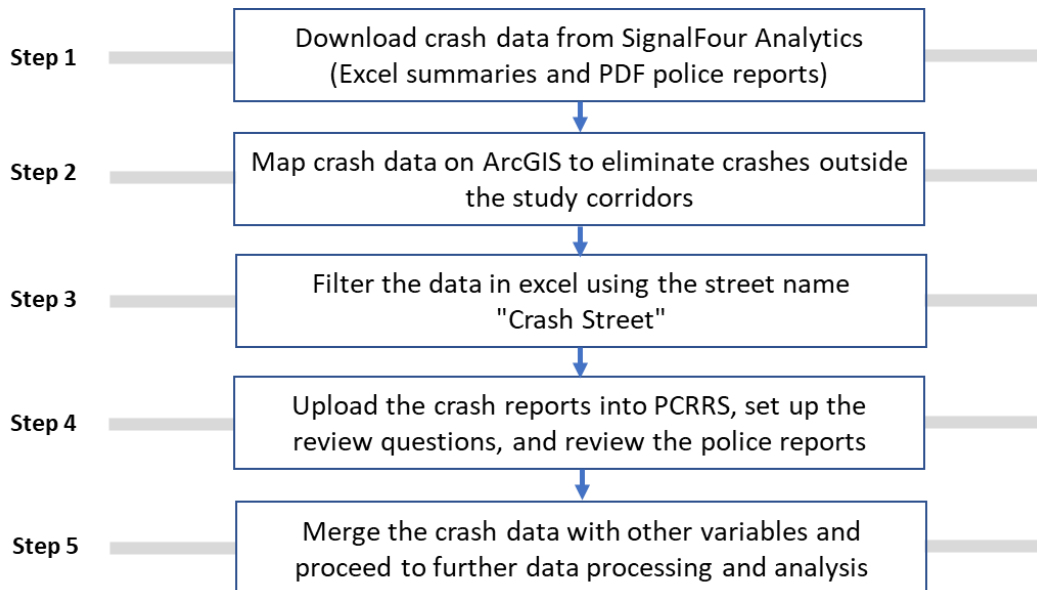 Step 1
Download crash data from SignalFour Analytics
(Excel summaries and PDF police reports)
Step 2
Map crash data on ArcGIS to eliminate crashes outside
the study corridors
Step 3
Filter the data in excel using the street name
"Crash Street"
Step 4
Upload the crash reports into PCRRS, set up the
review questions, and review the police reports
Step 5
Merge the crash data with other variables and
proceed to further data processing and analysis